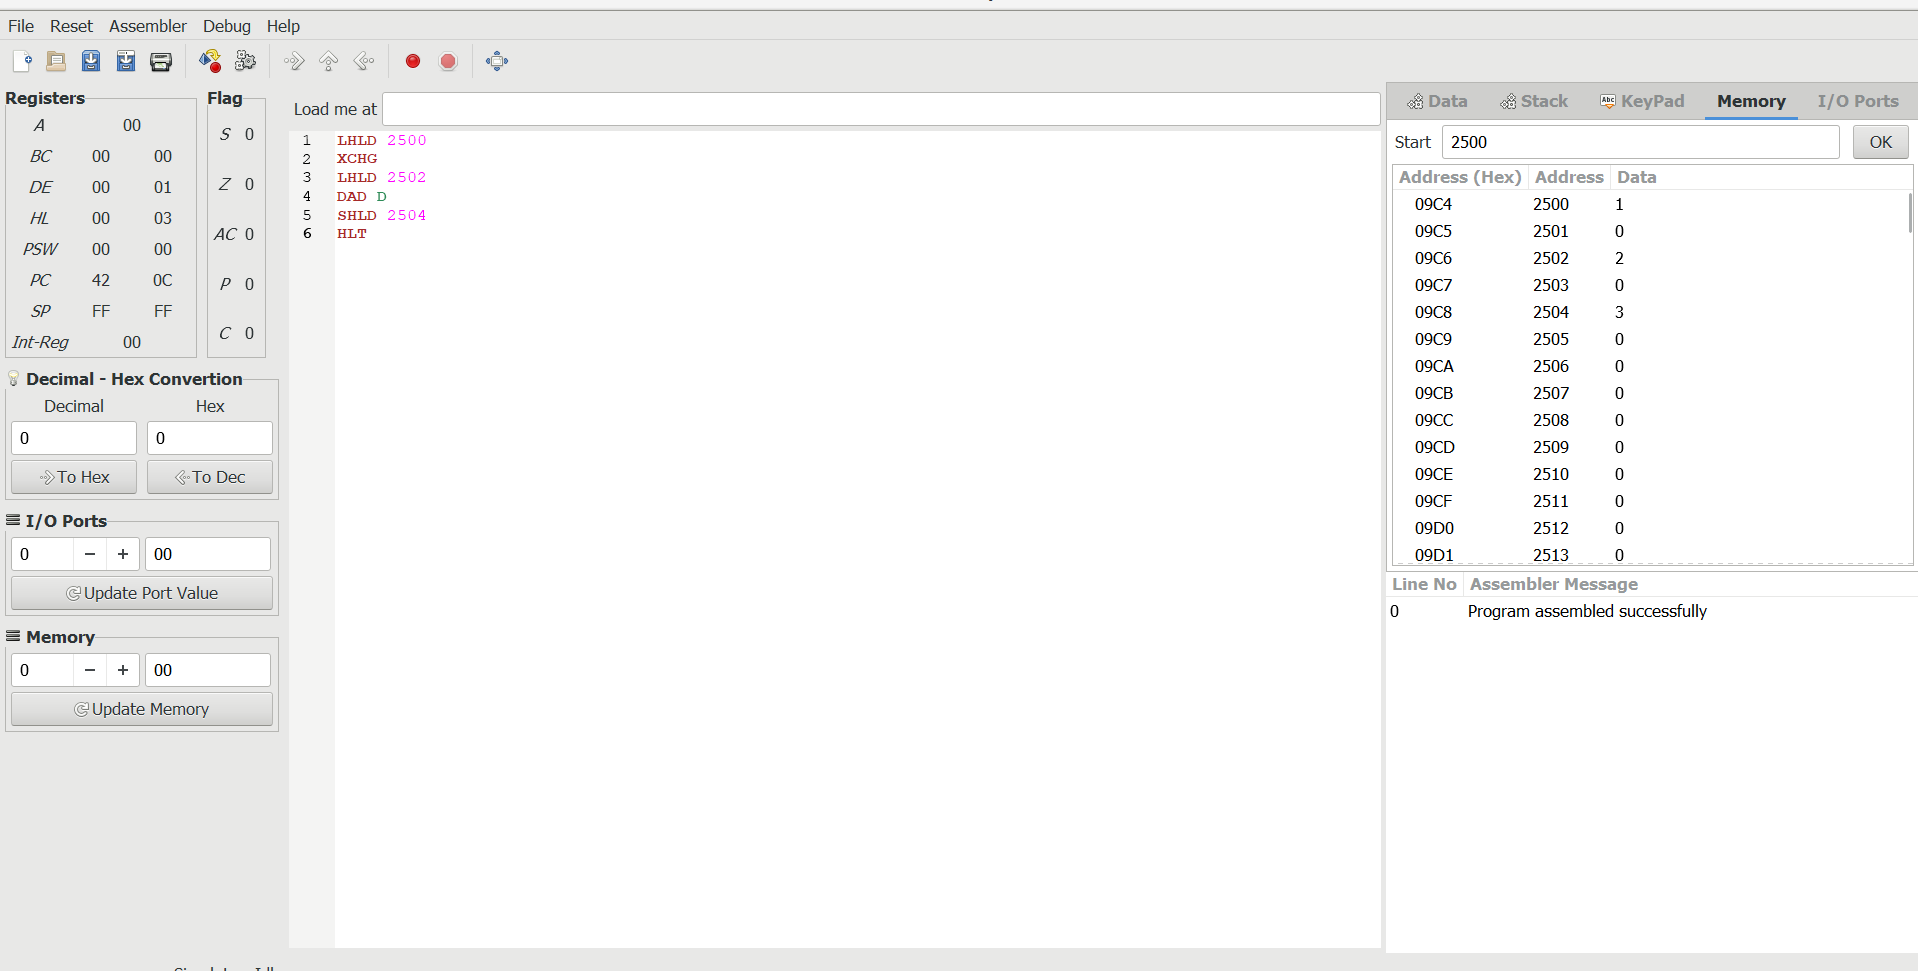 File Reset Assembler Debug Help
Registers
A 00
BC 00 00
DE 00 01
HL 00 03
PSW 00 00
PC 42 0C
SP FF FF
Int-Reg 00
Flag
S 0
Z 0
AC 0
P 0
C 0
Decimal - Hex Convertion
Decimal Hex
0 0
To Hex To Dec
I/O Ports
0 − + 00
Update Port Value
Memory
0 − + 00
Update Memory
Load me at
1 LHLD 2500
2 XCHG
3 LHLD 2502
4 DAD D
5 SHLD 2504
6 HLT
Data Stack Abc KeyPad Memory I/O Ports
Start 2500 OK
Address (Hex) Address Data
09C4 2500 1
09C5 2501 0
09C6 2502 2
09C7 2503 0
09C8 2504 3
09C9 2505 0
09CA 2506 0
09CB 2507 0
09CC 2508 0
09CD 2509 0
09CE 2510 0
09CF 2511 0
09D0 2512 0
09D1 2513 0
Line No Assembler Message
0 Program assembled successfully